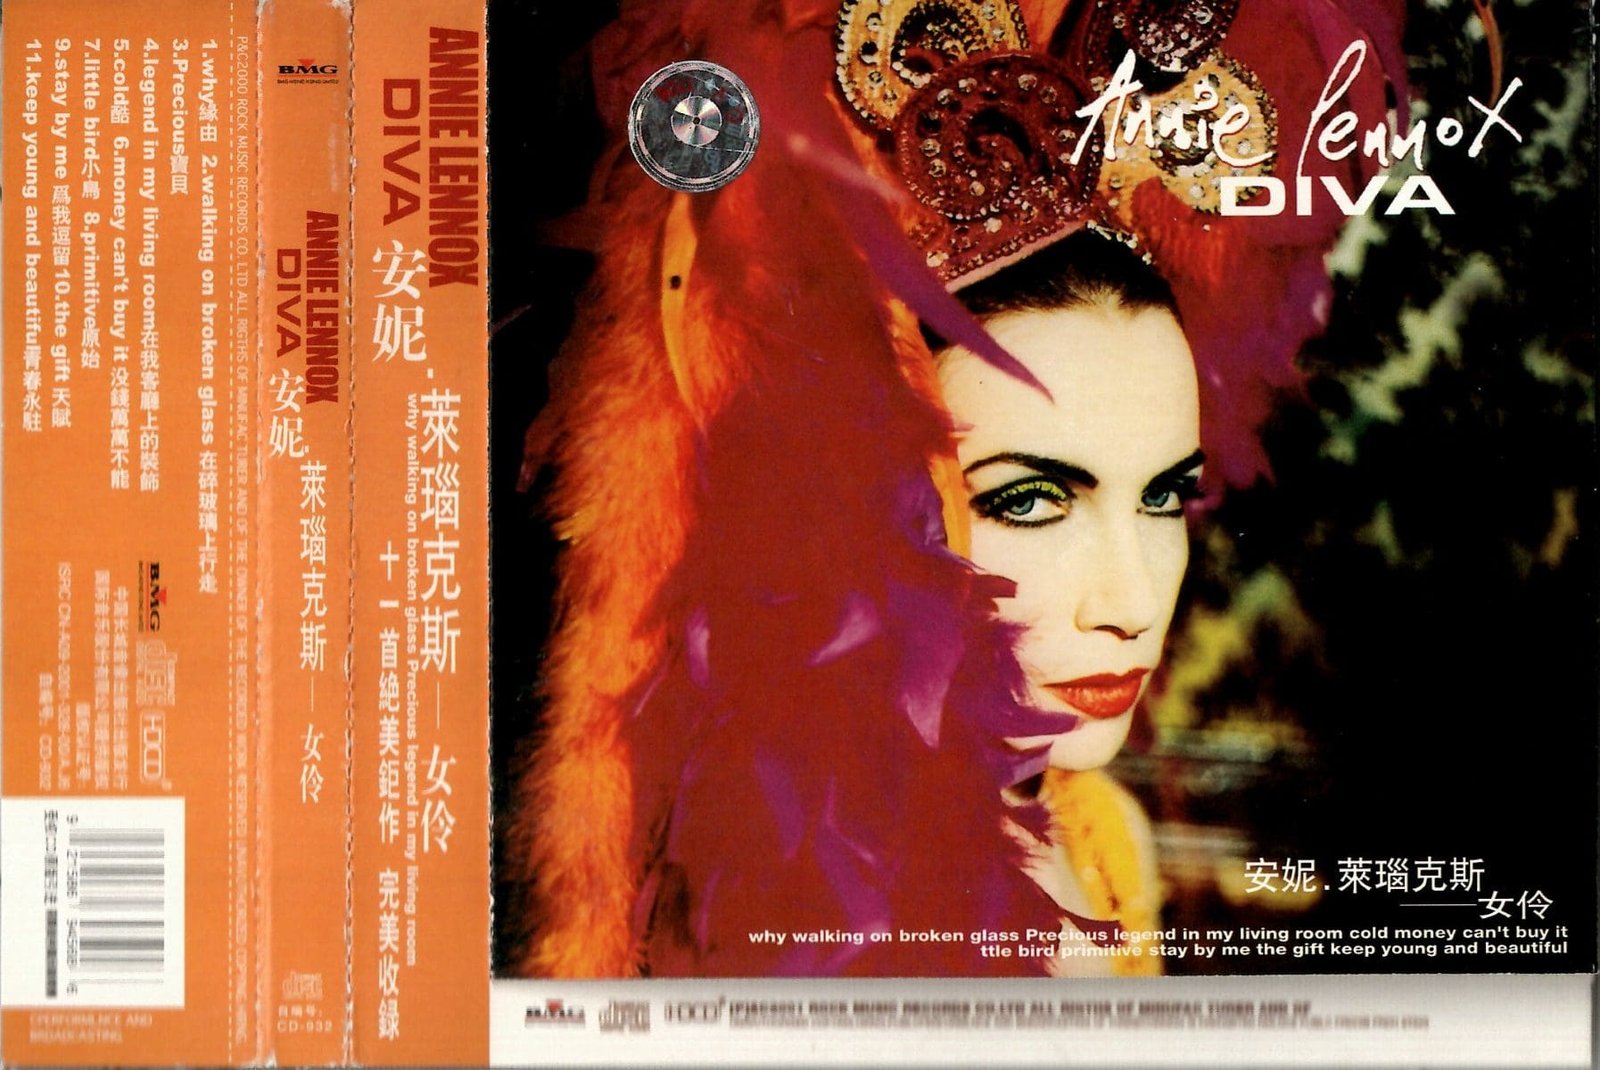 1.why緣由 2.walking on broken glass 在碎玻璃上行走
3.Precious寶貝
4.legend in my living room在我客廳上的裝飾
5.cold酷 6.money can't buy it 没錢萬萬不能
7.little bird小鳥 8.primitive原始
9.stay by me 爲我逗留10.the gift 天賦
11.keep young and beautiful青春永駐
BMG
HDCD
BMG
ANNIE LENNOX
DIVA
安妮.萊瑙克斯——女伶
CD-932
ANNIE LENNOX
DIVA
安妮.萊瑙克斯——女伶
why walking on broken glass Precious legend in my living room
十一首絕美鉅作 完美收錄
Annie Lennox
DIVA
安妮.萊瑙克斯
——女伶
why walking on broken glass Precious legend in my living room cold money can't buy it
ttle bird primitive stay by me the gift keep young and beautiful
BMG
HDCD